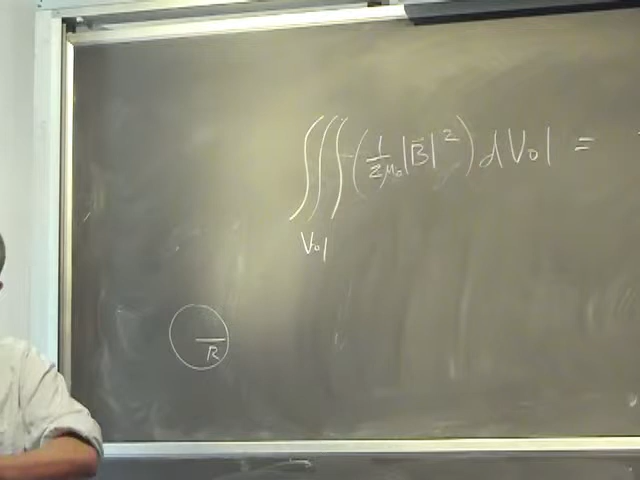 ∭(1/2μ₀|B⃗|²)dVol =
Vol
R